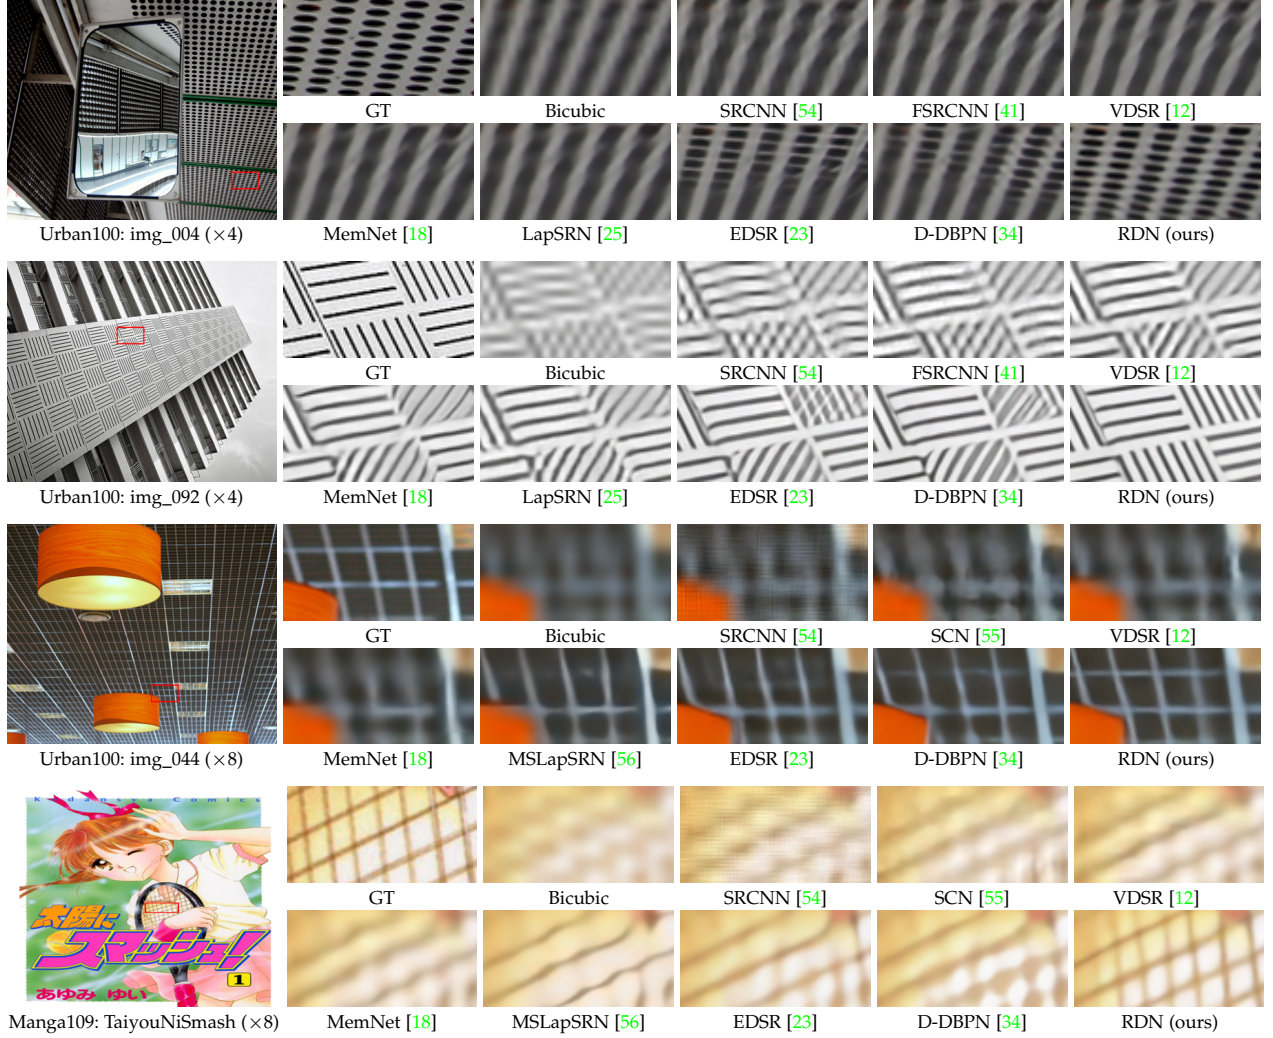 GT Bicubic SRCNN [54] FSRCNN [41] VDSR [12]
Urban100: img_004 (×4) MemNet [18] LapSRN [25] EDSR [23] D-DBPN [34] RDN (ours)
GT Bicubic SRCNN [54] FSRCNN [41] VDSR [12]
Urban100: img_092 (×4) MemNet [18] LapSRN [25] EDSR [23] D-DBPN [34] RDN (ours)
GT Bicubic SRCNN [54] SCN [55] VDSR [12]
Urban100: img_044 (×8) MemNet [18] MSLapSRN [56] EDSR [23] D-DBPN [34] RDN (ours)
Kodansya Comics
GT Bicubic SRCNN [54] SCN [55] VDSR [12]
太陽に
スマッシュ!
1
あゆみ ゆい
Manga109: TaiyouNiSmash (×8) MemNet [18] MSLapSRN [56] EDSR [23] D-DBPN [34] RDN (ours)